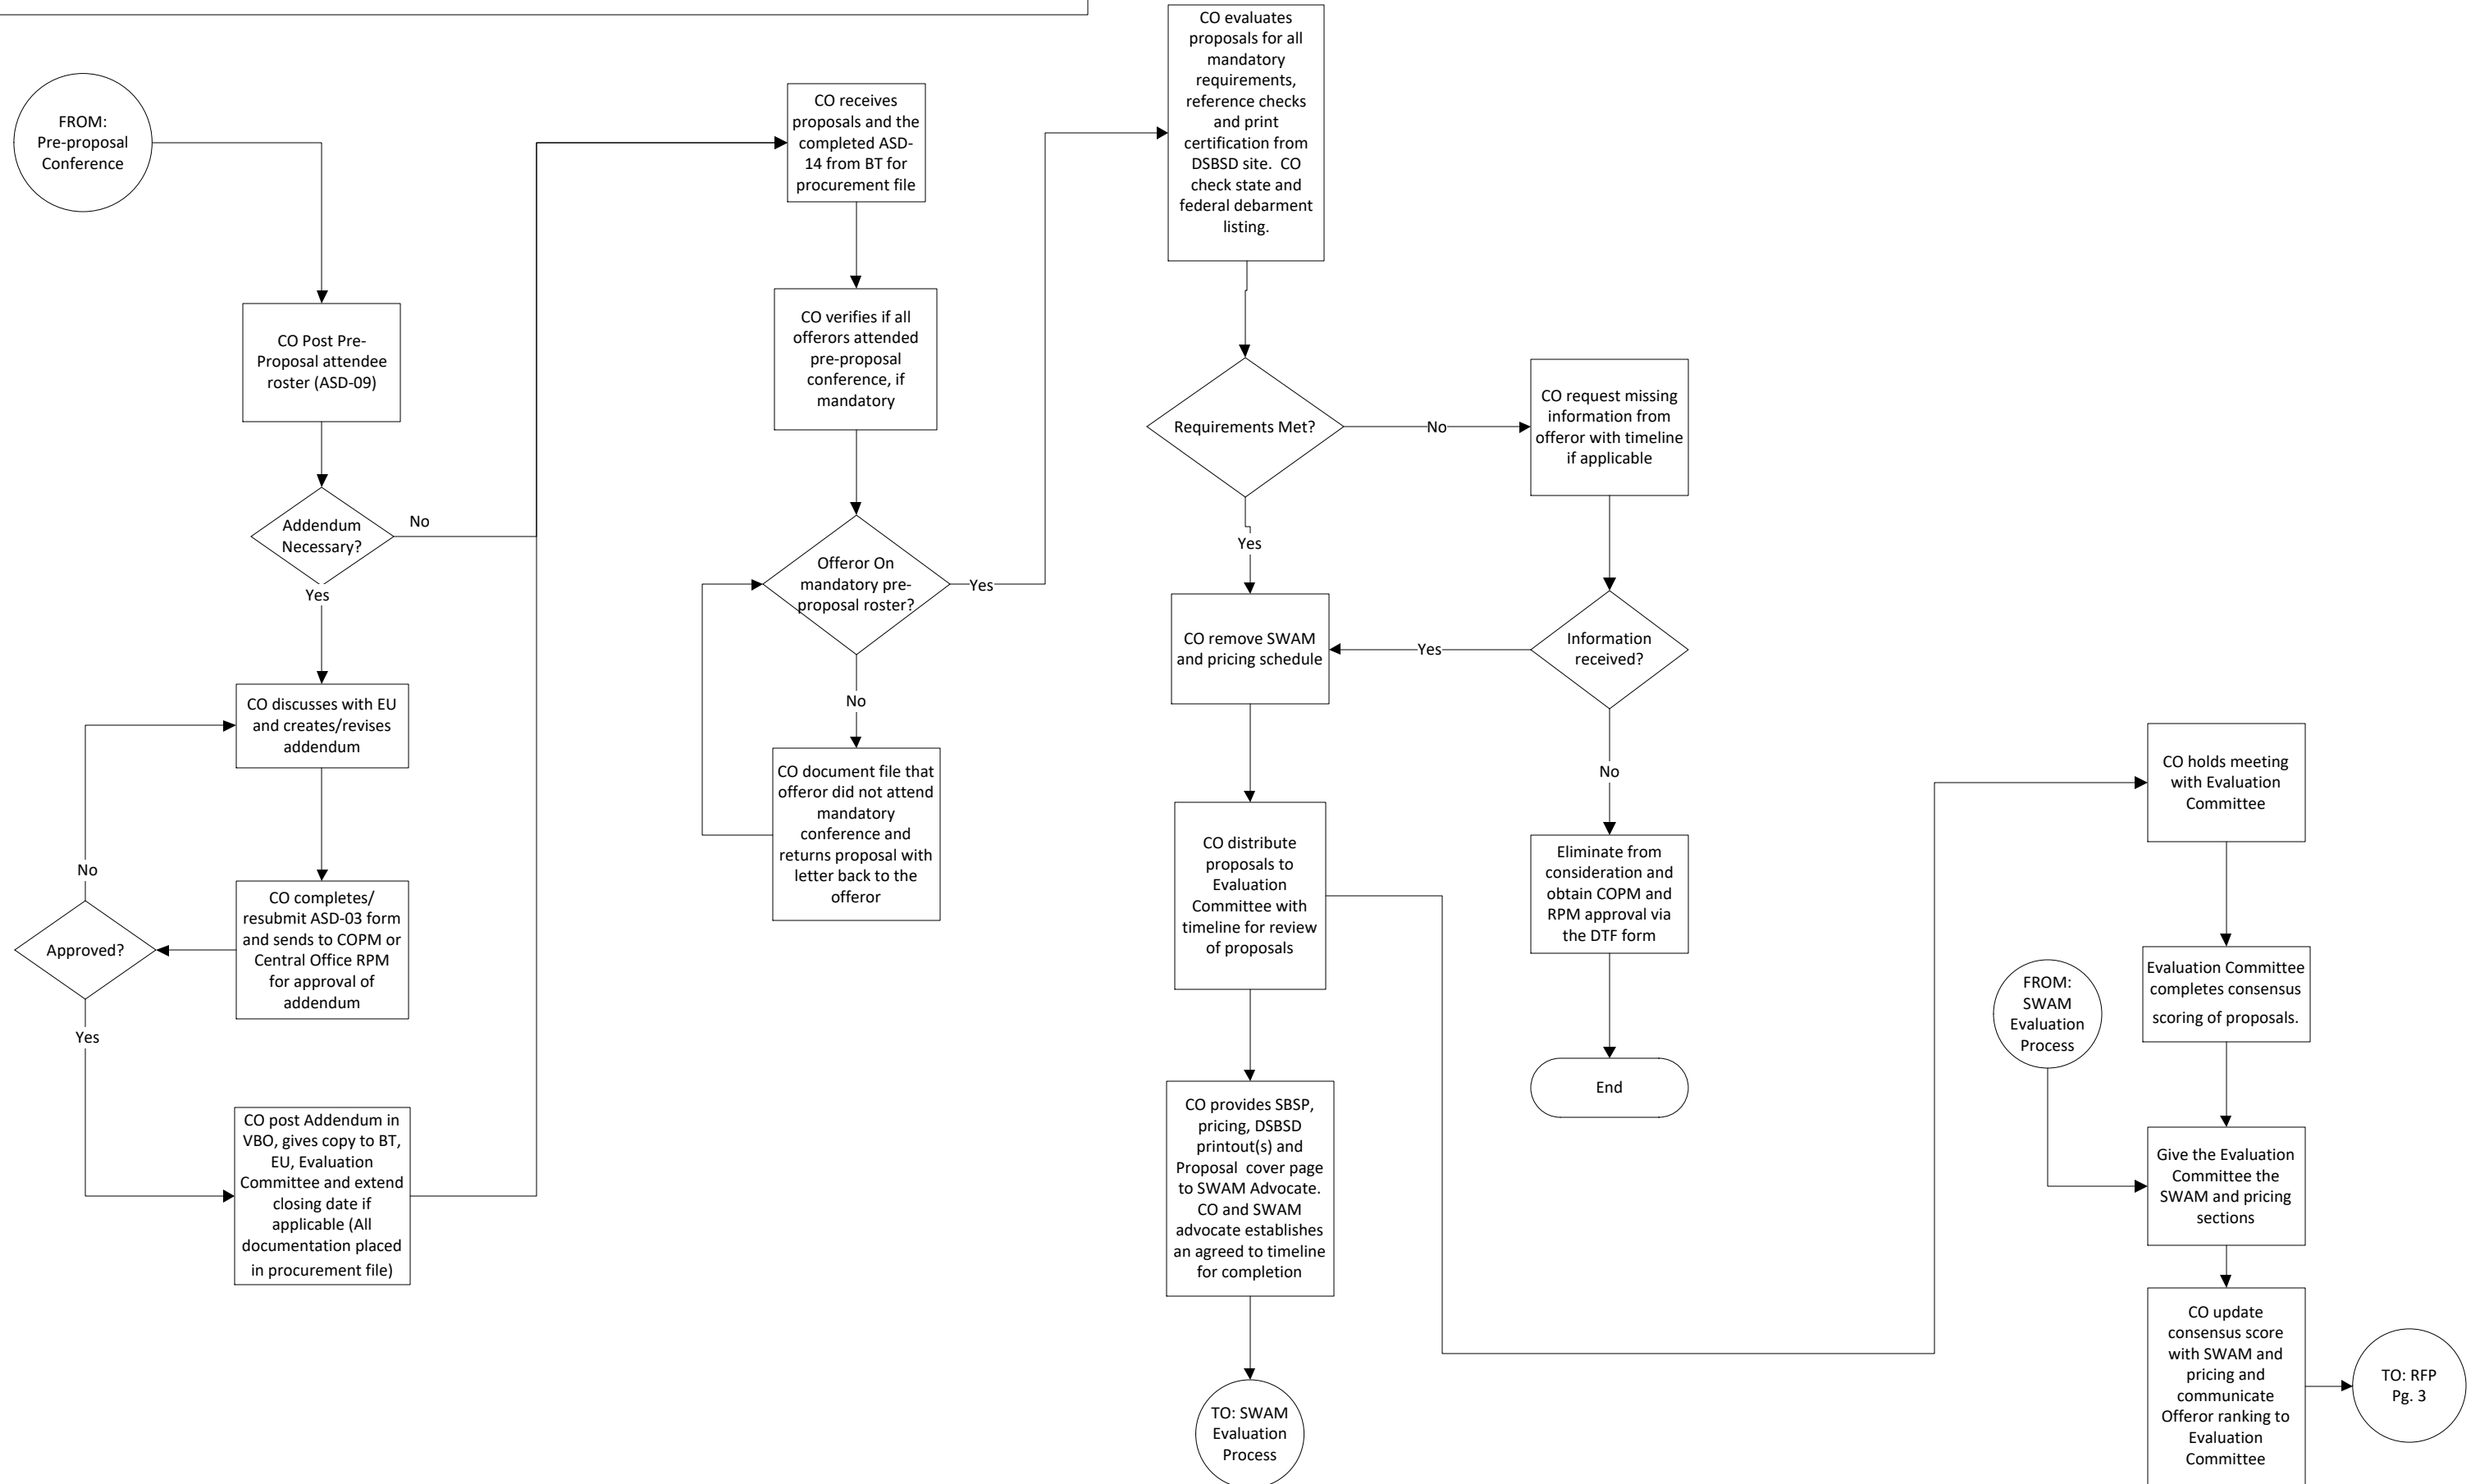 FROM:
Pre-proposal
Conference
CO Post Pre-
Proposal attendee
roster (ASD-09)
Addendum
Necessary?
No
Yes
CO discusses with EU
and creates/revises
addendum
CO completes/
resubmit ASD-03 form
and sends to COPM or
Central Office RPM
for approval of
addendum
Approved?
No
Yes
CO post Addendum in
VBO, gives copy to BT,
EU, Evaluation
Committee and extend
closing date if
applicable (All
documentation placed
in procurement file)
CO receives
proposals and the
completed ASD-
14 from BT for
procurement file
CO verifies if all
offerors attended
pre-proposal
conference, if
mandatory
Offeror On
mandatory pre-
proposal roster?
Yes
No
CO document file that
offeror did not attend
mandatory
conference and
returns proposal with
letter back to the
offeror
CO evaluates
proposals for all
mandatory
requirements,
reference checks
and print
certification from
DSBSD site.  CO
check state and
federal debarment
listing.
Requirements Met?
No
Yes
CO request missing
information from
offeror with timeline
if applicable
Information
received?
Yes
No
Eliminate from
consideration and
obtain COPM and
RPM approval via
the DTF form
End
CO remove SWAM
and pricing schedule
CO distribute
proposals to
Evaluation
Committee with
timeline for review
of proposals
CO provides SBSP,
pricing, DSBSD
printout(s) and
Proposal  cover page
to SWAM Advocate.
CO and SWAM
advocate establishes
an agreed to timeline
for completion
TO: SWAM
Evaluation
Process
CO holds meeting
with Evaluation
Committee
Evaluation Committee
completes consensus
scoring of proposals.
FROM:
SWAM
Evaluation
Process
Give the Evaluation
Committee the
SWAM and pricing
sections
CO update
consensus score
with SWAM and
pricing and
communicate
Offeror ranking to
Evaluation
Committee
TO: RFP
Pg. 3